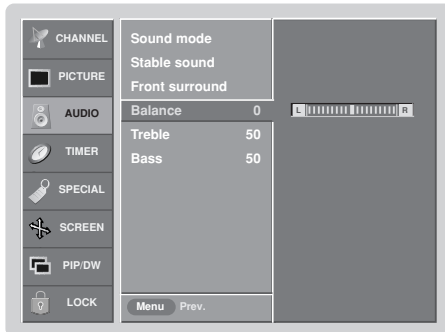 CHANNEL
PICTURE
AUDIO
TIMER
SPECIAL
SCREEN
PIP/DW
LOCK
Sound mode
Stable sound
Front surround
Balance 0
Treble 50
Bass 50
Menu Prev.
L R